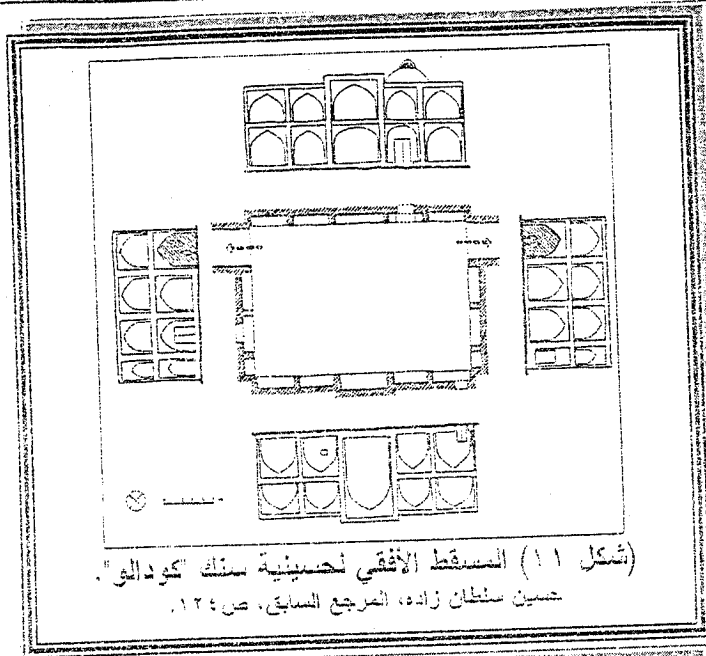 (شكل ١١) المسقط الأفقي لحسينية سنك "كودالو".
حسين سلطان زاده، المرجع السابق، ص١٢٤.